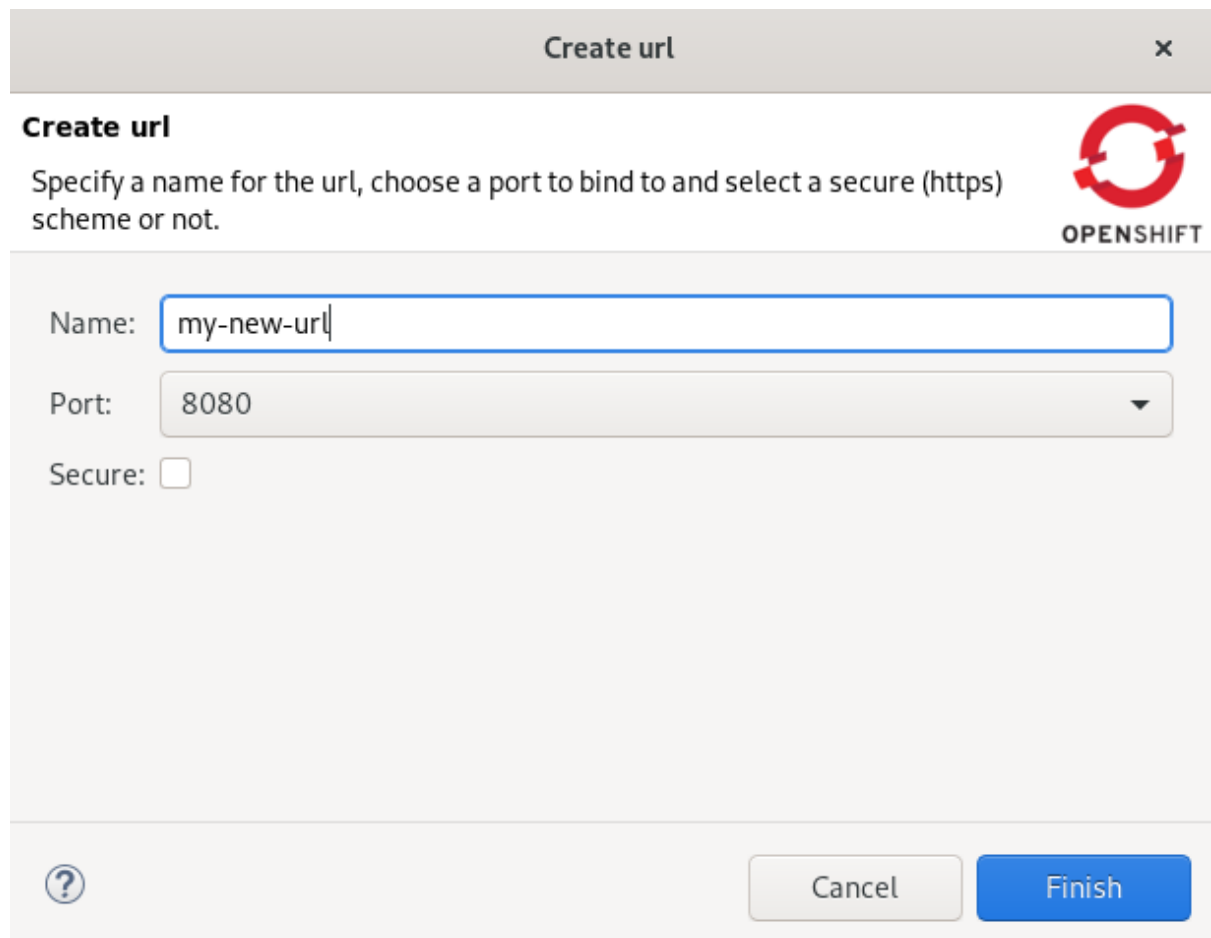 Create url
Create url
Specify a name for the url, choose a port to bind to and select a secure (https)
scheme or not.
OPENSHIFT
Name: my-new-url
Port: 8080
Secure:
?
Cancel Finish